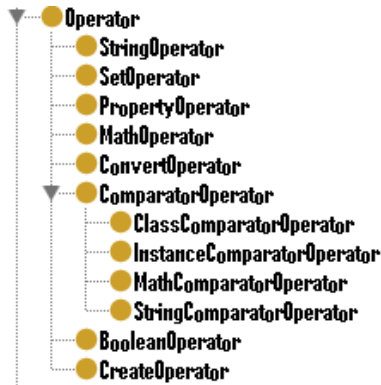 Operator
StringOperator
SetOperator
PropertyOperator
MathOperator
ConvertOperator
ComparatorOperator
ClassComparatorOperator
InstanceComparatorOperator
MathComparatorOperator
StringComparatorOperator
BooleanOperator
CreateOperator